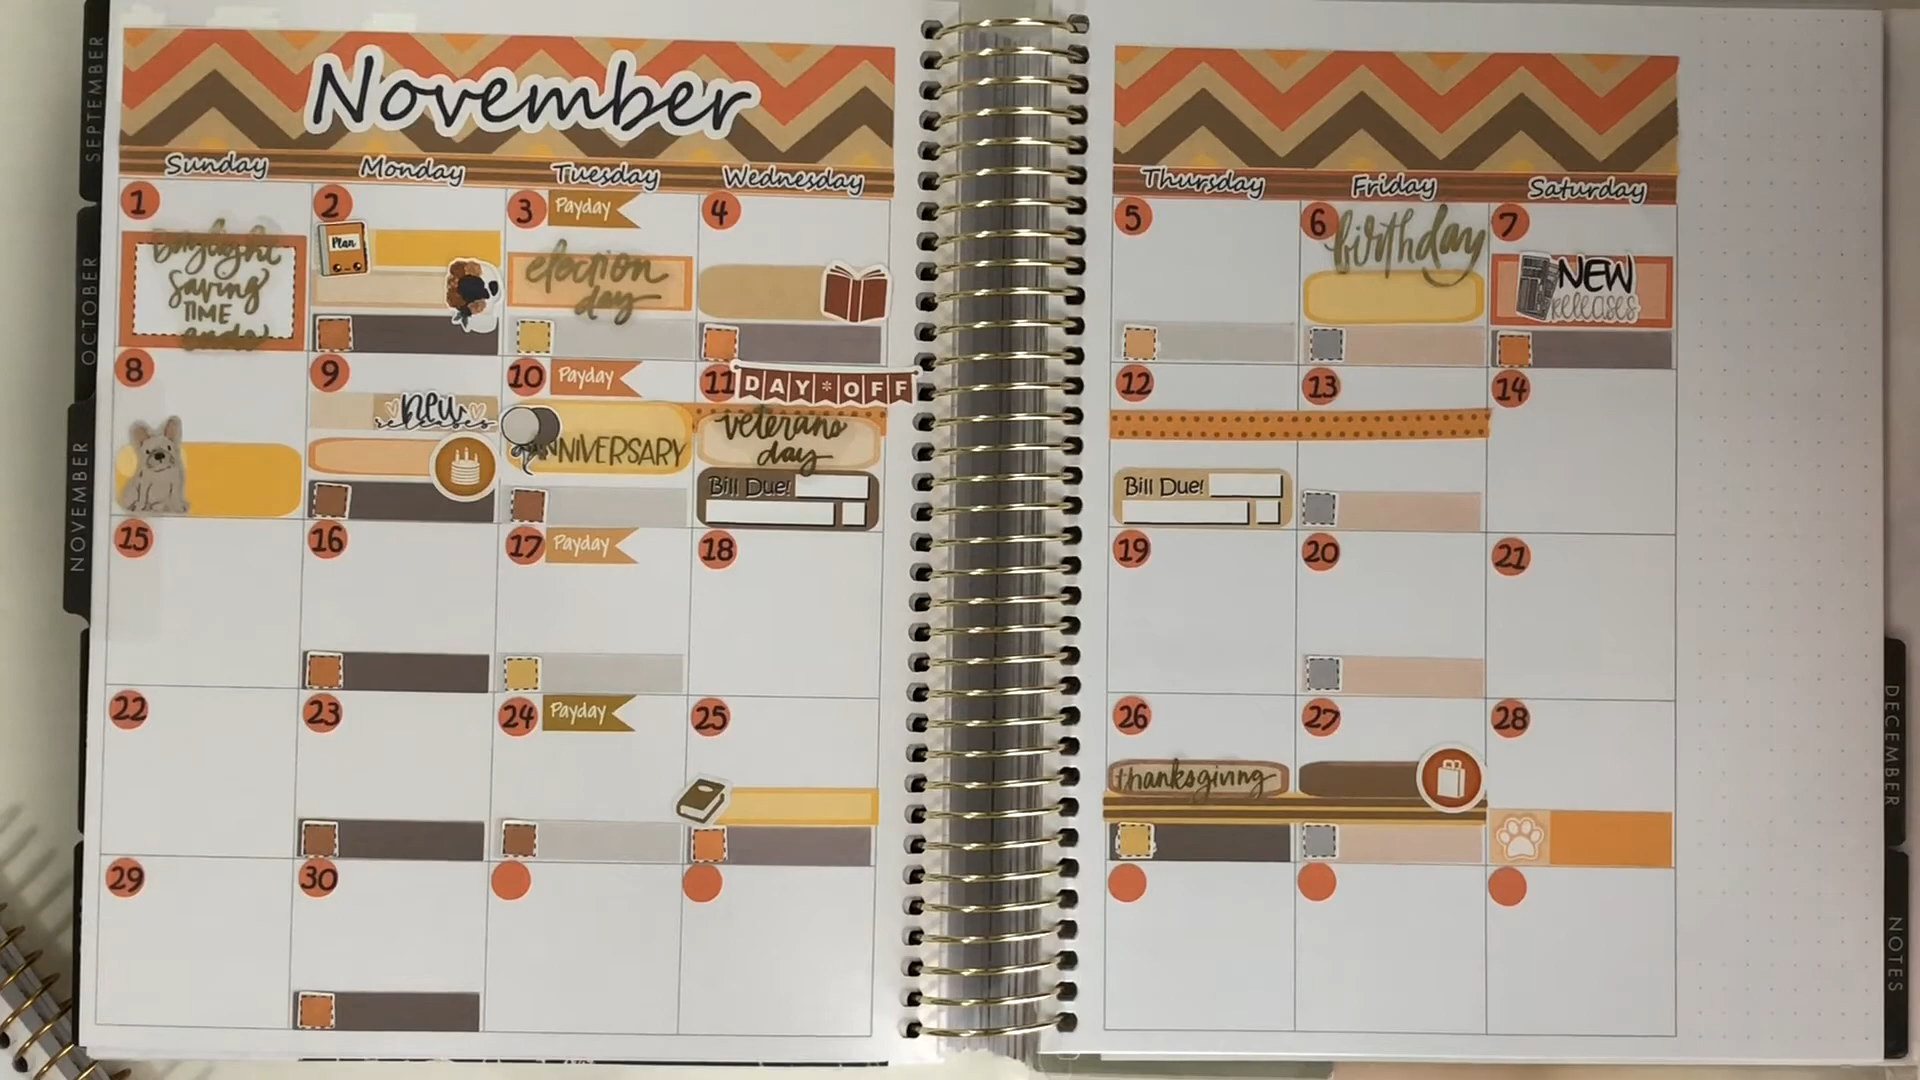 SEPTEMBER
OCTOBER
NOVEMBER
November
Sunday Monday Tuesday Wednesday Thursday Friday Saturday
1 2 3 Payday 4 5 6 birthday 7
Daylight
Saving
TIME
ends
Plan
election
day
NEW
releases
8 9 10 Payday 11 DAY*OFF 12 13 14
new
releases
ANNIVERSARY
veterans
day
Bill Due!
Bill Due!
15 16 17 Payday 18 19 20 21
22 23 24 Payday 25 26 27 28
thanksgiving
29 30
DECEMBER
NOTES